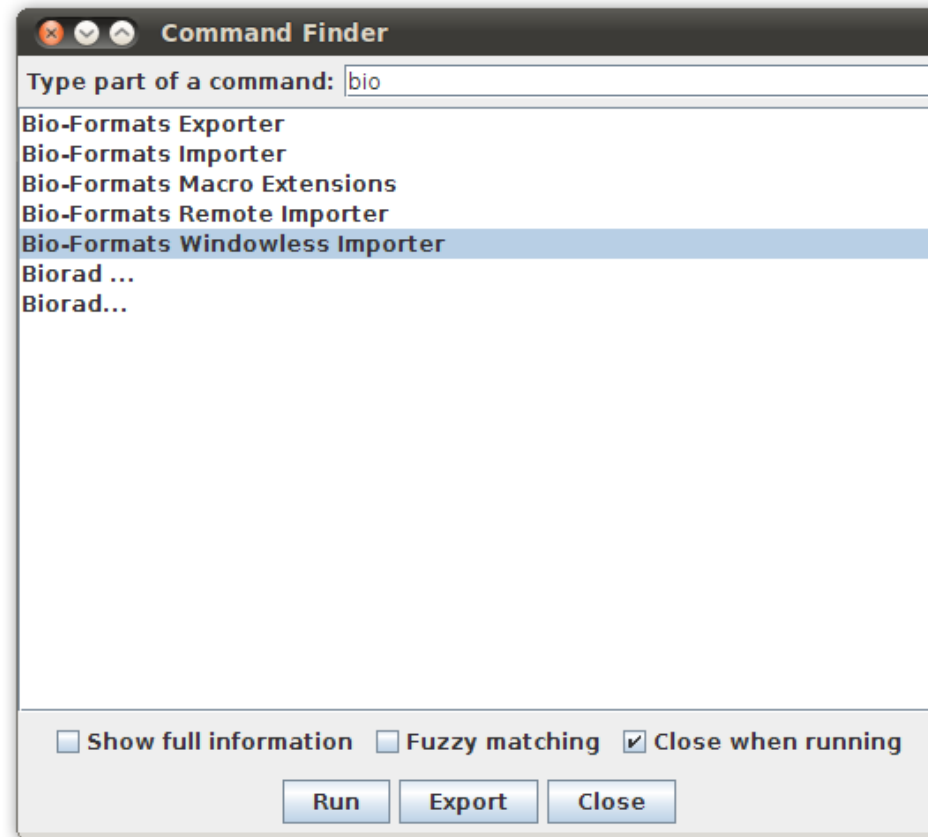 Command Finder
Type part of a command: bio
Bio-Formats Exporter
Bio-Formats Importer
Bio-Formats Macro Extensions
Bio-Formats Remote Importer
Bio-Formats Windowless Importer
Biorad ...
Biorad...
Show full information Fuzzy matching Close when running
Run Export Close